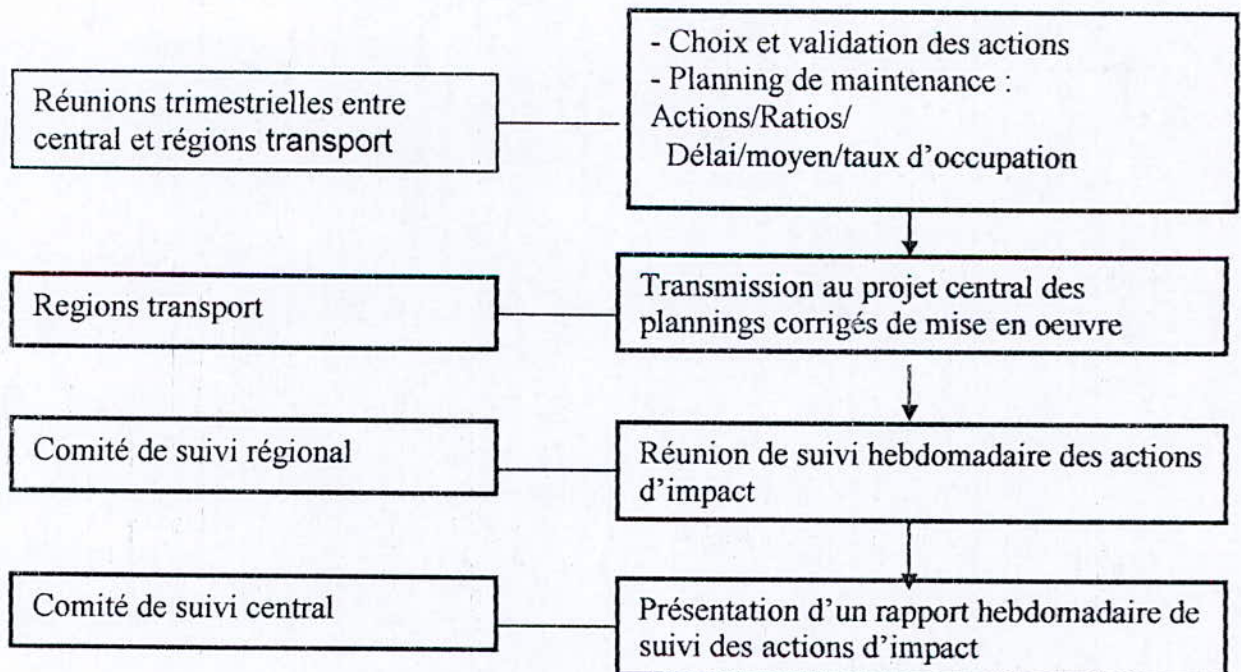 Réunions trimestrielles entre
central et régions transport
- Choix et validation des actions
- Planning de maintenance :
Actions/Ratios/
Délai/moyen/taux d'occupation
Regions transport
Transmission au projet central des
plannings corrigés de mise en oeuvre
Comité de suivi régional
Réunion de suivi hebdomadaire des actions
d'impact
Comité de suivi central
Présentation d'un rapport hebdomadaire de
suivi des actions d'impact